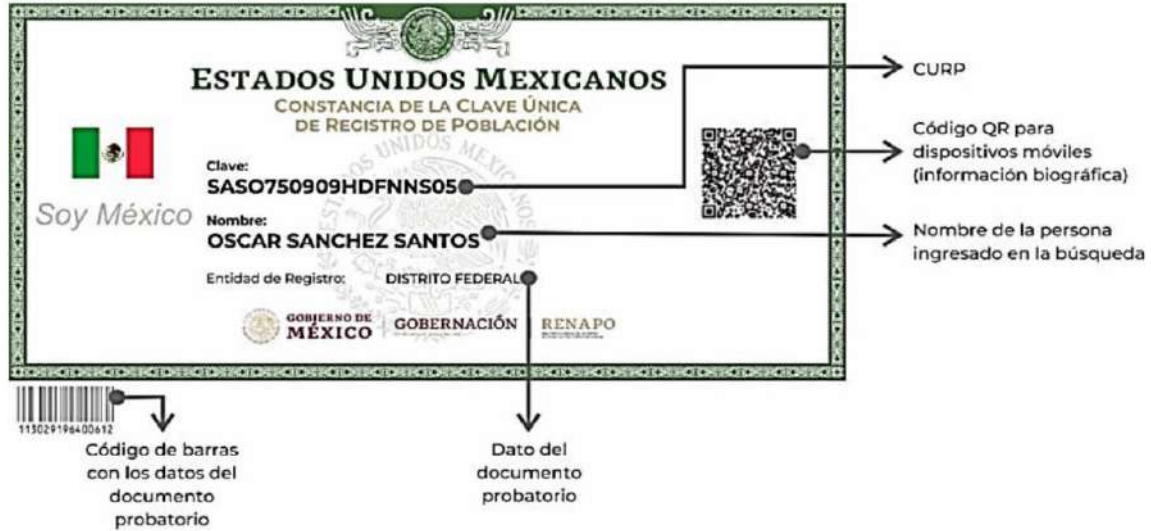 ESTADOS UNIDOS MEXICANOS
CONSTANCIA DE LA CLAVE ÚNICA
DE REGISTRO DE POBLACIÓN
Soy México
Clave:
SASO750909HDFNNS05
Nombre:
OSCAR SANCHEZ SANTOS
Entidad de Registro: DISTRITO FEDERAL
GOBIERNO DE
MÉXICO
GOBERNACIÓN
RENAPO
ESTADOS UNIDOS MEXICANOS
CURP
Código QR para
dispositivos móviles
(información biográfica)
Nombre de la persona
ingresado en la búsqueda
113029196400612
Código de barras
con los datos del
documento
probatorio
Dato del
documento
probatorio